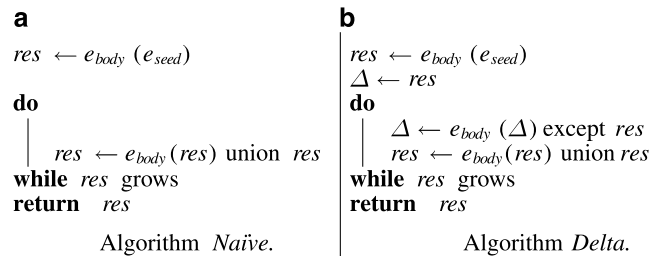 a
res ← e_body (e_seed)
do
res ← e_body (res) union res
while res grows
return res
Algorithm Naïve.
b
res ← e_body (e_seed)
Δ ← res
do
Δ ← e_body (Δ) except res
res ← e_body (res) union res
while res grows
return res
Algorithm Delta.